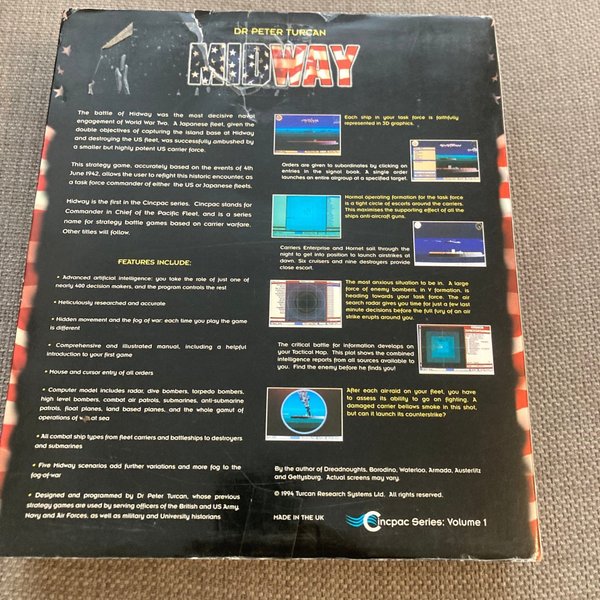 DR PETER TURCAN
MIDWAY
The battle of Midway was the most decisive naval
engagement of World War Two. A Japanese fleet, given the
double objectives of capturing the island base at Midway
and destroying the US fleet, was successfully ambushed by
a smaller but highly potent US carrier force.
This strategy game, accurately based on the events of 4th
June 1942, allows the user to refight this historic encounter, as
a task force commander of either the US or Japanese fleets.
Midway is the first in the Cincpac series. Cincpac stands for
Commander in Chief of the Pacific Fleet, and is a series
name for strategy battle games based on carrier warfare.
Other titles will follow.
FEATURES INCLUDE:
• Advanced artificial intelligence: you take the role of just one of
nearly 400 decision makers, and the program controls the rest
• Meticulously researched and accurate
• Hidden movement and the fog of war: each time you play the game
is different
• Comprehensive and illustrated manual, including a helpful
introduction to your first game
• Mouse and cursor entry of all orders
• Computer model includes radar, dive bombers, torpedo bombers,
high level bombers, combat air patrols, submarines, anti-submarine
patrols, float planes, land based planes, and the whole gamut of
operations of at sea
• All combat ship types from fleet carriers and battleships to destroyers
and submarines
• Five Midway scenarios add further variations and more fog to the
fog of war
• Designed and programmed by Dr Peter Turcan, whose previous
strategy games are used by serving officers of the British and US Army,
Navy and Air Forces, as well as military and University historians
Each ship in your task force is faithfully
represented in 3D graphics.
Orders are given to subordinates by clicking on
entries in the signal book. A single order
launches an entire airgroup at a specified target.
Normal operating formation for the task force
is a tight circle of escorts around the carriers.
This maximises the supporting effect of all the
ships anti-aircraft guns.
Carriers Enterprise and Hornet sail through the
night to get into position to launch airstrikes at
dawn. Six cruisers and nine destroyers provide
close escort.
The most anxious situation to be in. A large
force of enemy bombers, in V formation, is
heading towards your task force. The air
search radar gives you time for just a few last
minute decisions before the full fury of an air
strike erupts around you.
The critical battle for information develops on
your Tactical Map. This plot shows the combined
intelligence reports from all sources available to
you. Find the enemy before he finds you!
After each airraid on your fleet, you have
to assess its ability to go on fighting. A
damaged carrier bellows smoke in this shot,
but can it launch its counterstrike?
By the author of Dreadnoughts, Borodino, Waterloo, Armada, Austerlitz
and Gettysburg. Actual screens may vary.
© 1994 Turcan Research Systems Ltd. All rights reserved.
MADE IN THE UK
Cincpac Series: Volume 1